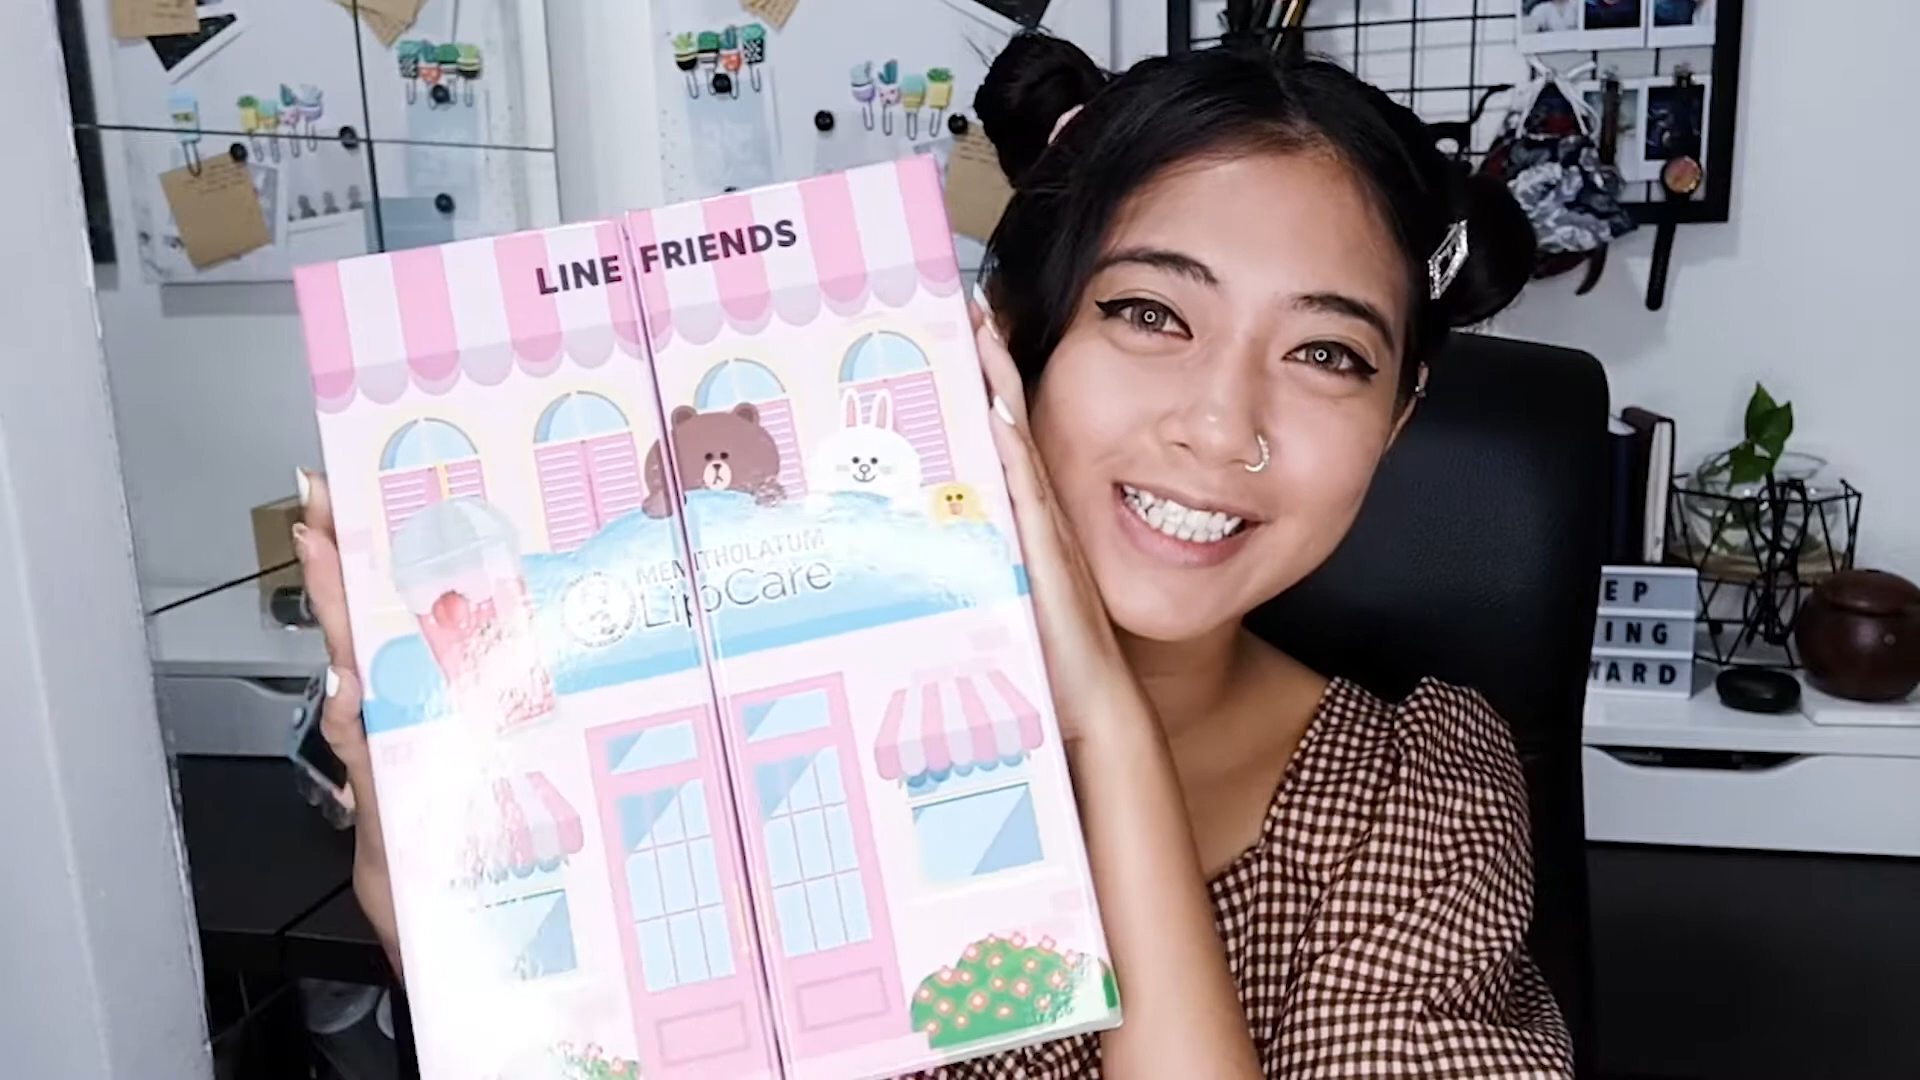 LINE FRIENDS
MENTHOLATUM
LipCare
EP
ING
ARD